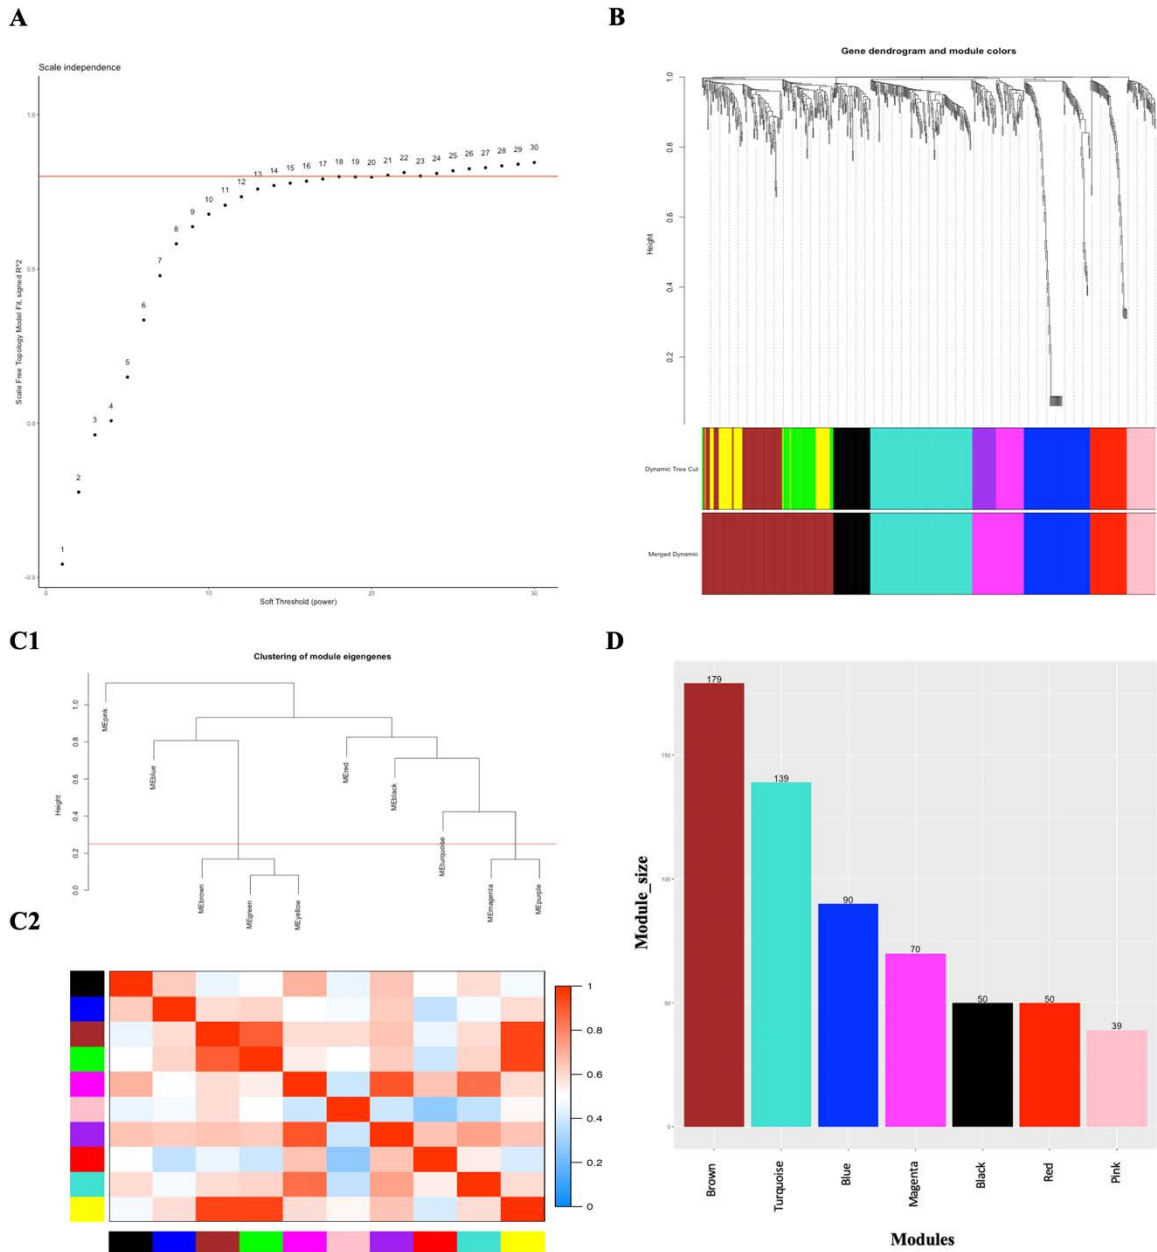 A
Scale independence
1.0
0.5
0.0
-0.5
Scale Free Topology Model Fit. signed R^2
1
2
3
4
5
6
7
8
9
10
11
12
13
14
15
16
17
18
19
20
21
22
23
24
25
26
27
28
29
30
0
10
20
30
Soft Threshold (power)
B
Gene dendrogram and module colors
1.0
0.8
0.6
0.4
0.2
Height
Dynamic Tree Cut
Merged Dynamic
C1
Clustering of module eigengenes
1.0
0.8
0.6
0.4
0.2
0.0
Height
MEpink
MEblue
MEbrown
MEgreen
MEyellow
MEred
MEblack
MEturquoise
MEmagenta
MEpurple
C2
1
0.8
0.6
0.4
0.2
0
D
Module_size
150
100
50
0
179
139
90
70
50
50
39
Brown
Turquoise
Blue
Magenta
Black
Red
Pink
Modules